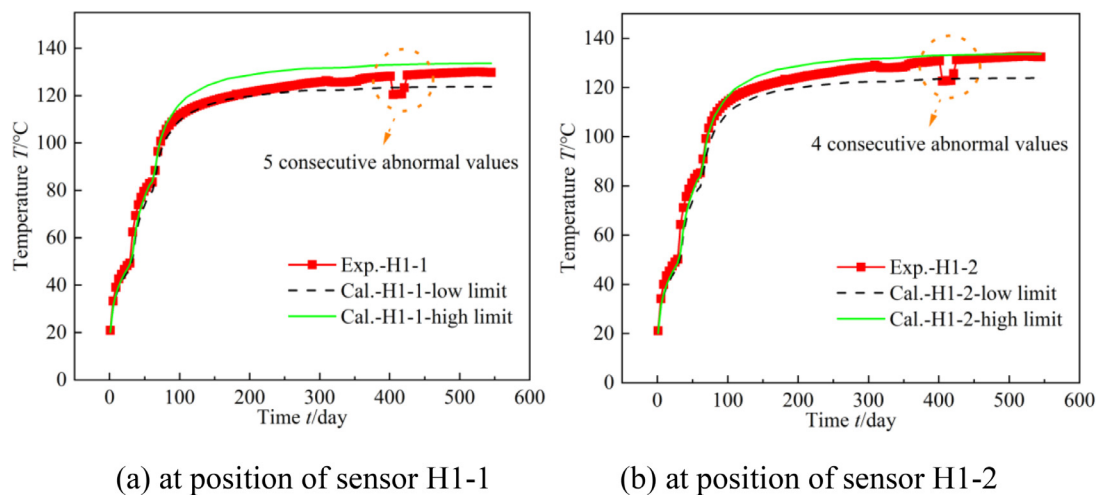 140
120
100
80
60
40
20
0
Temperature T/°C
5 consecutive abnormal values
Exp.-H1-1
Cal.-H1-1-low limit
Cal.-H1-1-high limit
0 100 200 300 400 500 600
Time t/day
(a) at position of sensor H1-1
140
120
100
80
60
40
20
0
Temperature T/°C
4 consecutive abnormal values
Exp.-H1-2
Cal.-H1-2-low limit
Cal.-H1-2-high limit
0 100 200 300 400 500 600
Time t/day
(b) at position of sensor H1-2